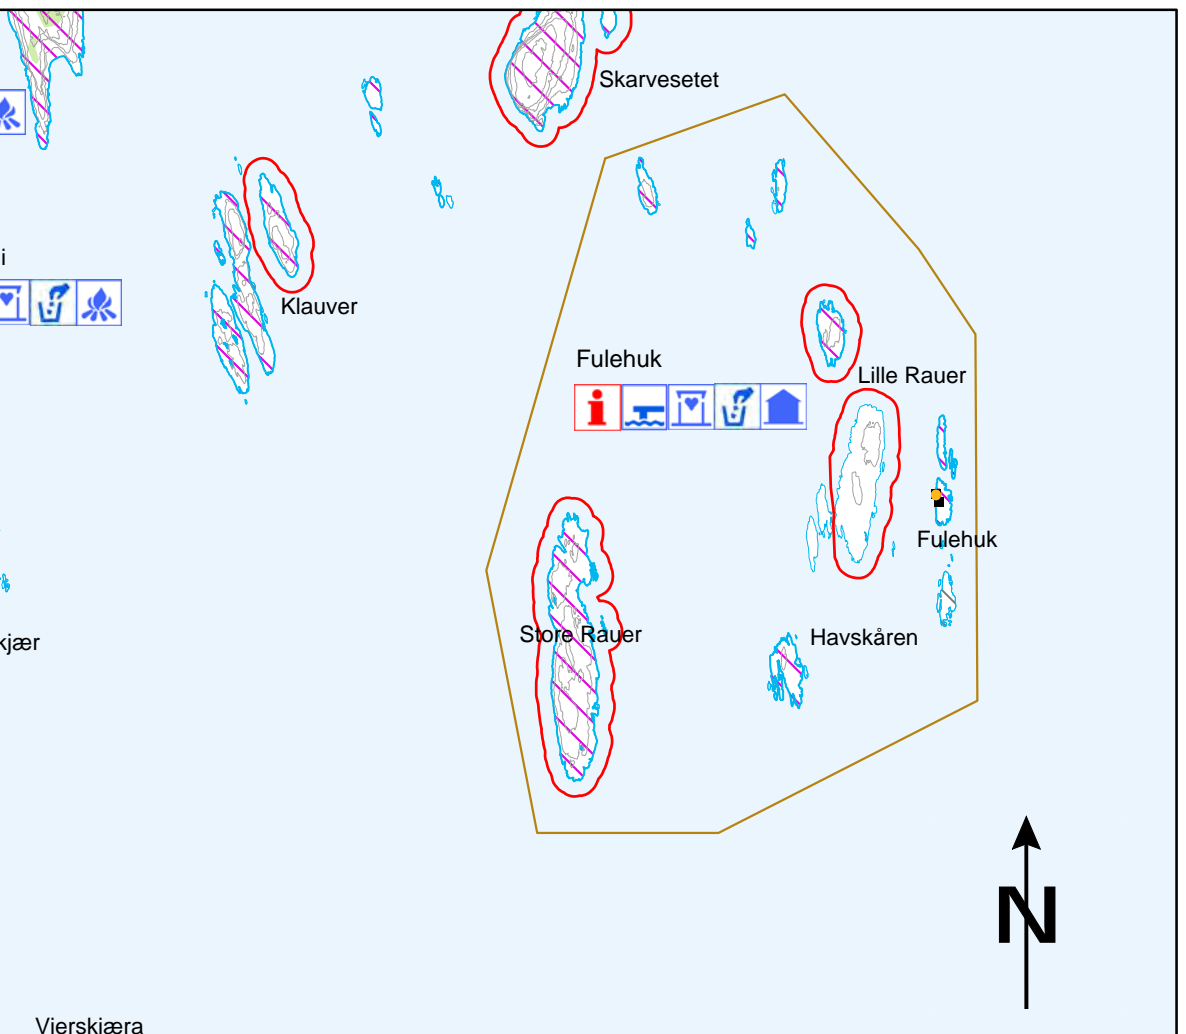 Skarvesetet
i
Klauver
Fulehuk
Lille Rauer
Fulehuk
Store Rauer
Havskåren
kjær
N
Vierskjæra